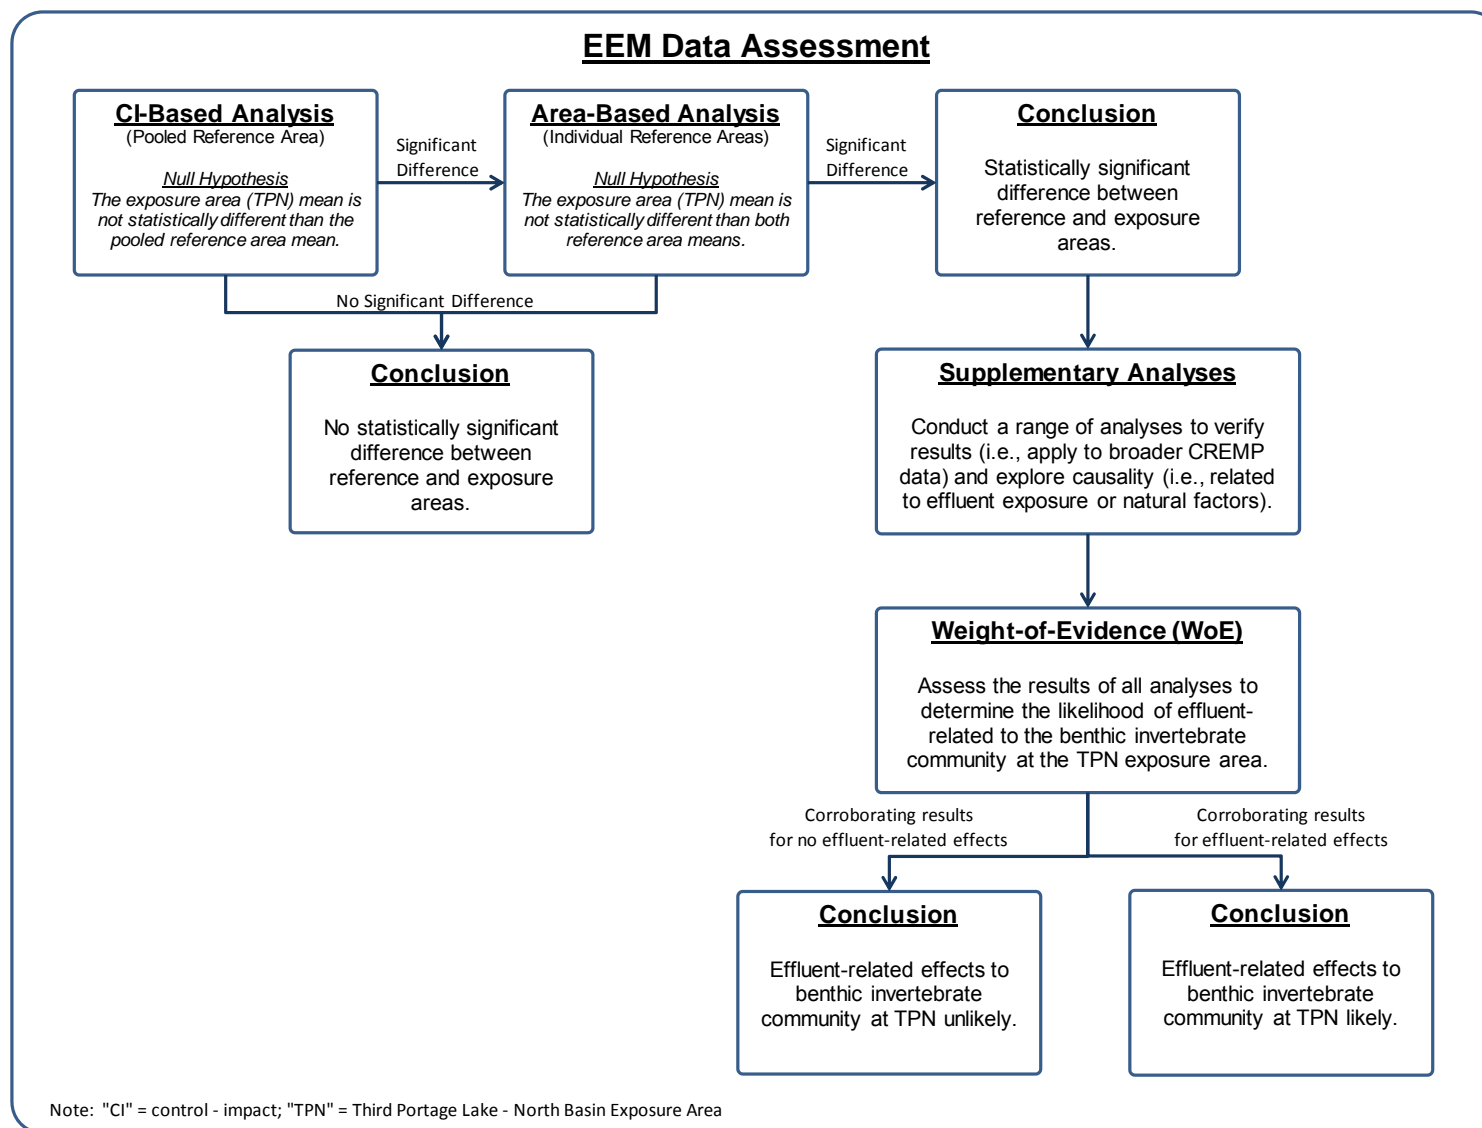 EEM Data Assessment
CI-Based Analysis
(Pooled Reference Area)
Null Hypothesis
The exposure area (TPN) mean is
not statistically different than the
pooled reference area mean.
Significant
Difference
Area-Based Analysis
(Individual Reference Areas)
Null Hypothesis
The exposure area (TPN) mean is
not statistically different than both
reference area means.
Significant
Difference
Conclusion
Statistically significant
difference between
reference and exposure
areas.
No Significant Difference
Conclusion
No statistically significant
difference between
reference and exposure
areas.
Supplementary Analyses
Conduct a range of analyses to verify
results (i.e., apply to broader CREMP
data) and explore causality (i.e., related
to effluent exposure or natural factors).
Weight-of-Evidence (WoE)
Assess the results of all analyses to
determine the likelihood of effluent-
related to the benthic invertebrate
community at the TPN exposure area.
Corroborating results
for no effluent-related effects
Corroborating results
for effluent-related effects
Conclusion
Effluent-related effects to
benthic invertebrate
community at TPN unlikely.
Conclusion
Effluent-related effects to
benthic invertebrate
community at TPN likely.
Note: "CI" = control - impact; "TPN" = Third Portage Lake - North Basin Exposure Area